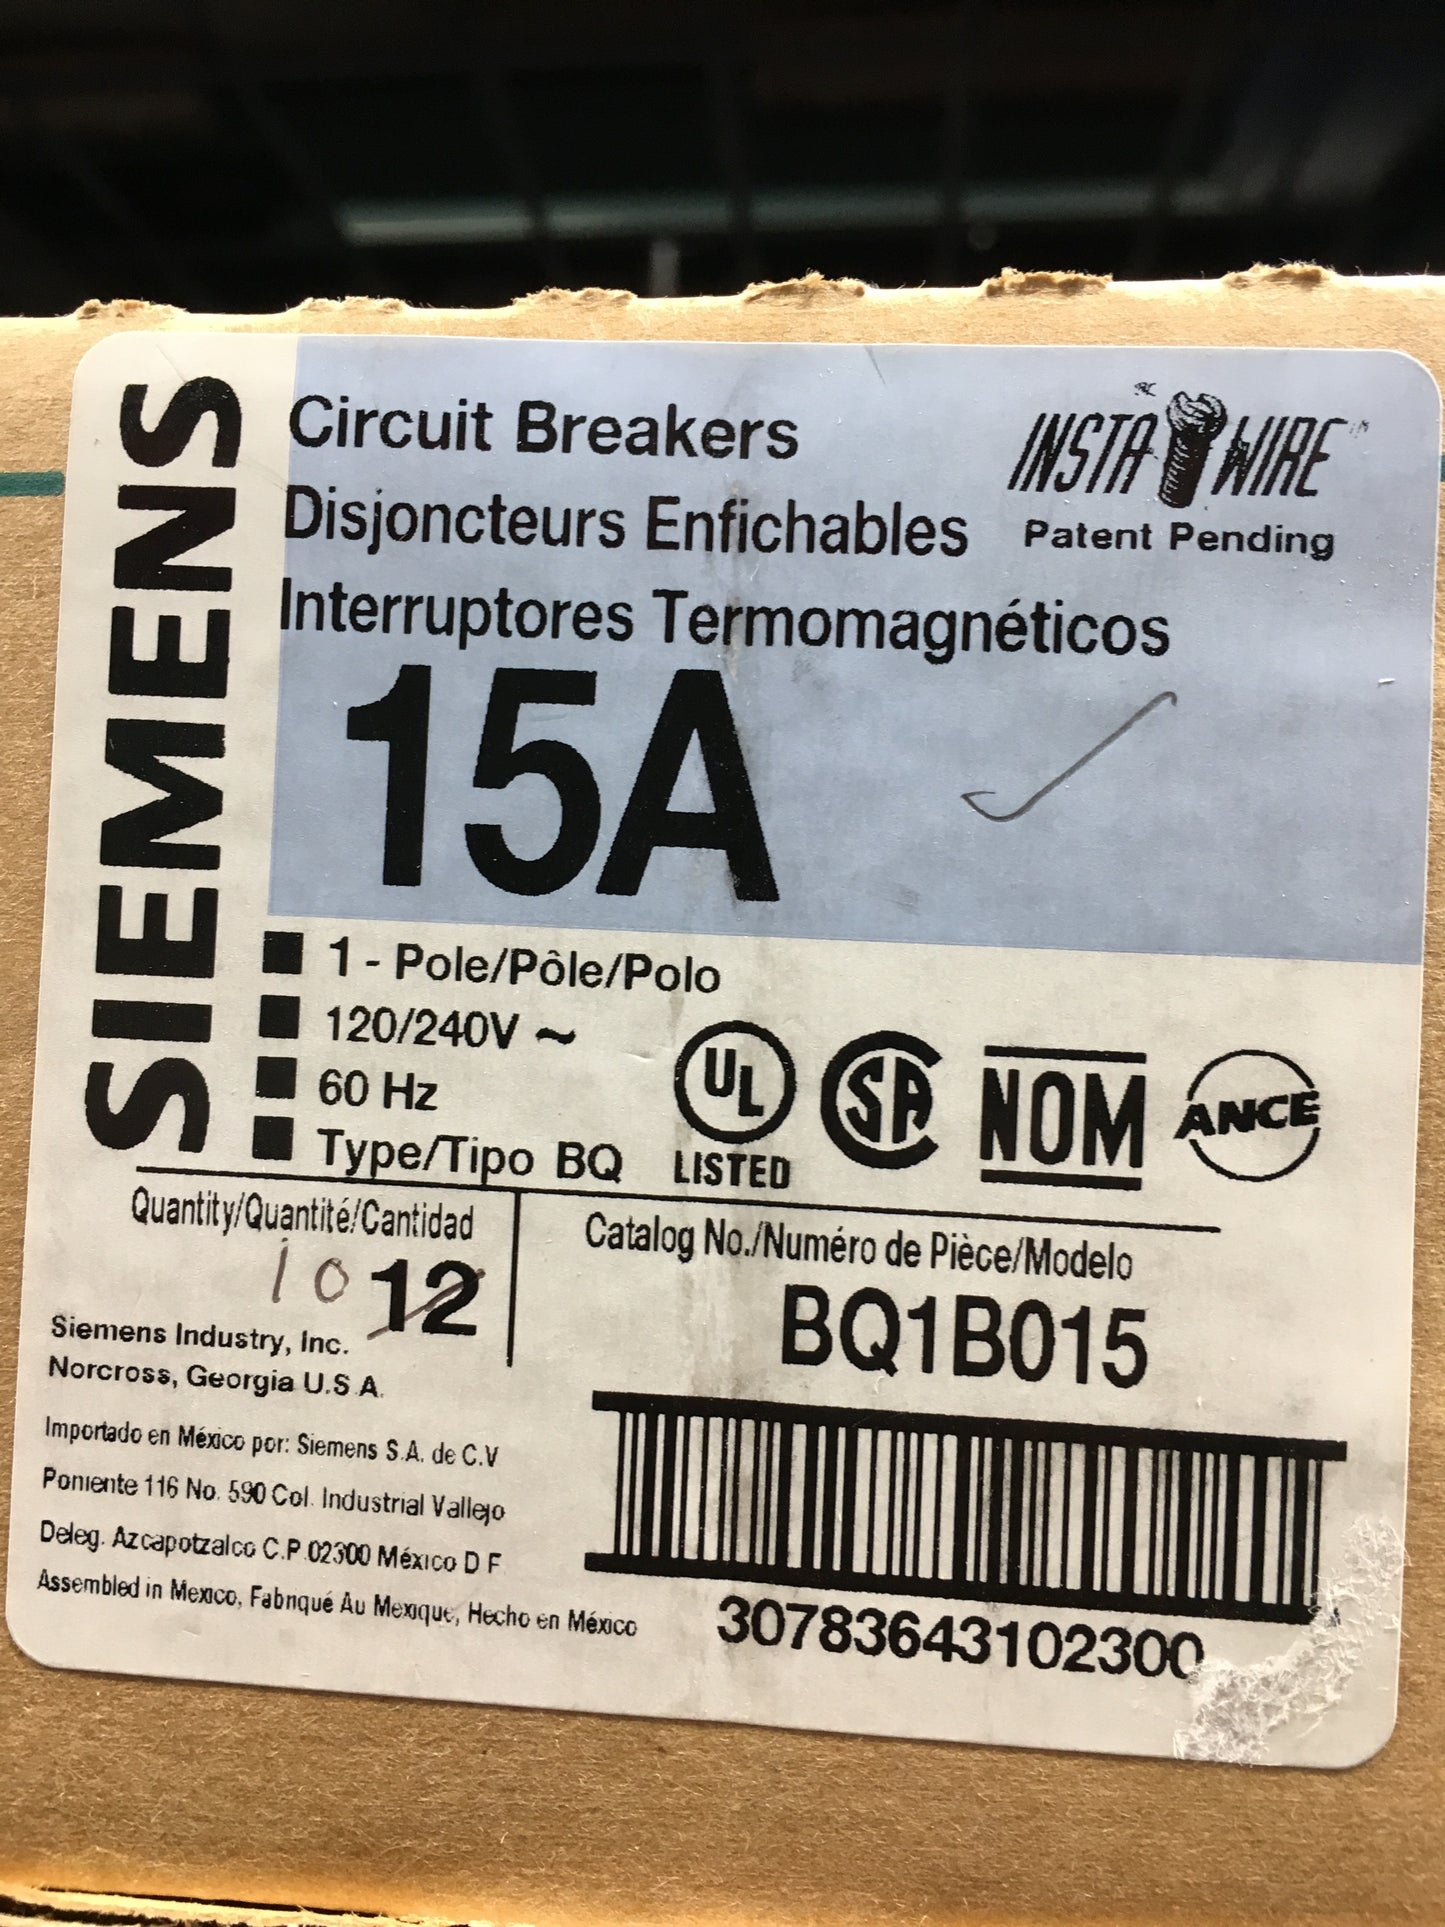 SIEMENS
Circuit Breakers
Disjoncteurs Enfichables
Interruptores Termomagnéticos
INSTA WIRE™
Patent Pending
15A
1 - Pole/Pôle/Polo
120/240V ~
60 Hz
Type/Tipo BQ
UL
LISTED
SA
NOM
ANCE
Quantity/Quantité/Cantidad
10 12
Catalog No./Numéro de Pièce/Modelo
BQ1B015
Siemens Industry, Inc.
Norcross, Georgia U.S.A.
Importado en México por: Siemens S.A. de C.V
Poniente 116 No. 590 Col. Industrial Vallejo
Deleg. Azcapotzalco C.P.02300 México D F
Assembled in Mexico, Fabriqué Au Mexique, Hecho en México
30783643102300